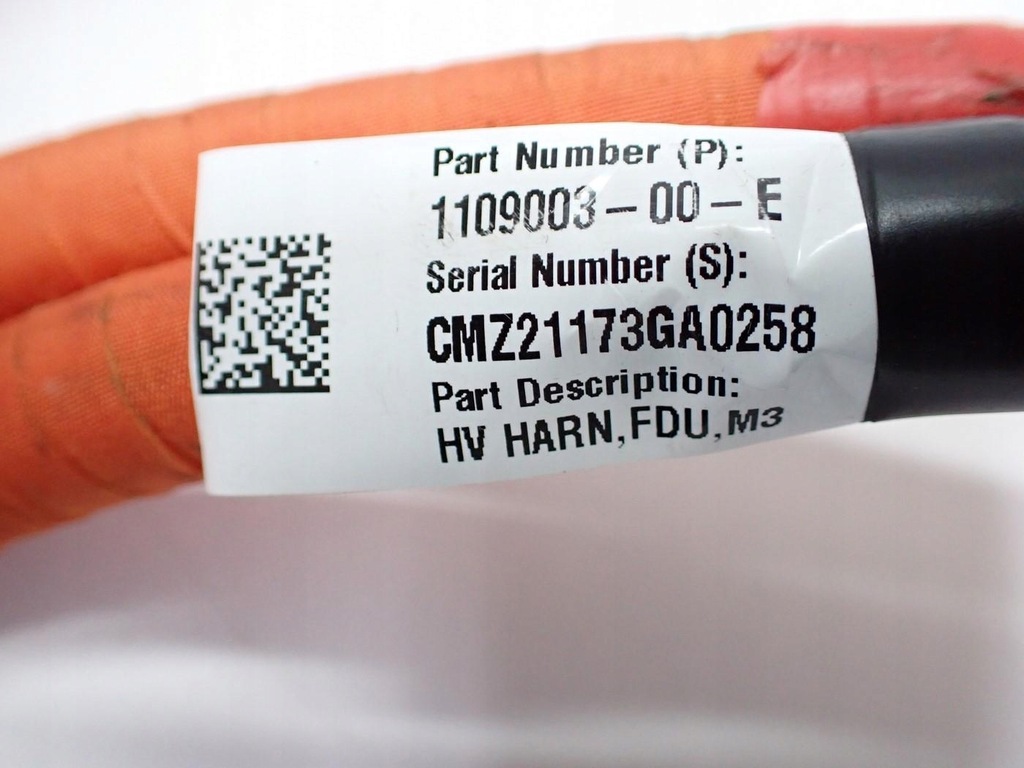 Part Number (P):
1109003-00-E
Serial Number (S):
CMZ21173GA0258
Part Description:
HV HARN,FDU,M3